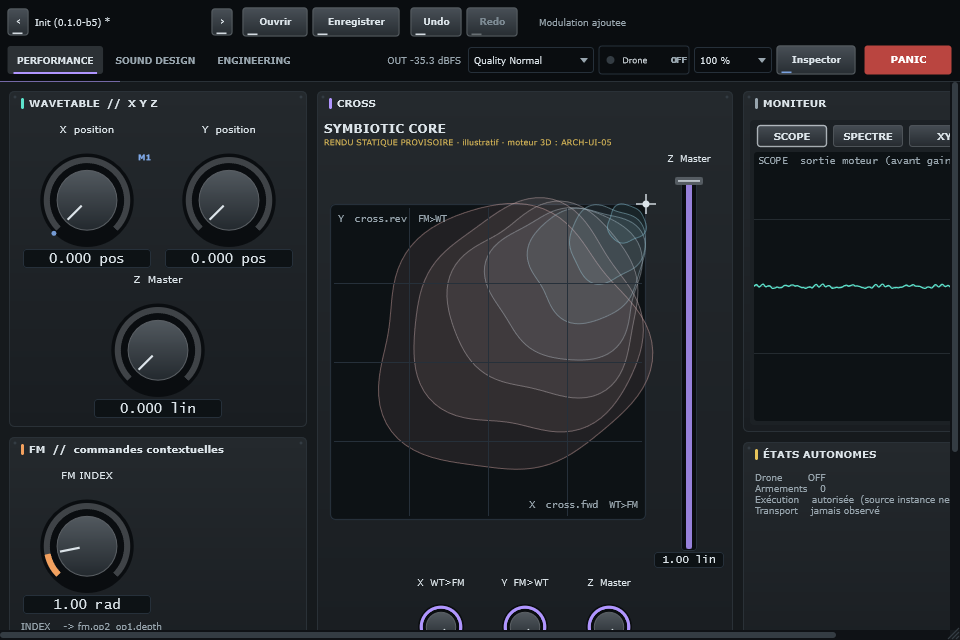 < Init (0.1.0-b5) * > Ouvrir Enregistrer Undo Redo Modulation ajoutee
PERFORMANCE SOUND DESIGN ENGINEERING OUT -35.3 dBFS Quality Normal Drone OFF 100 % Inspector PANIC
WAVETABLE // X Y Z
X position Y position
M1
0.000 pos 0.000 pos
Z Master
0.000 lin
FM // commandes contextuelles
FM INDEX
1.00 rad
INDEX -> fm.op2_op1.depth
CROSS
SYMBIOTIC CORE
RENDU STATIQUE PROVISOIRE - illustratif - moteur 3D : ARCH-UI-05
Z Master
Y cross.rev FM>WT
X cross.fwd WT>FM
1.00 lin
X WT>FM Y FM>WT Z Master
MONITEUR
SCOPE SPECTRE XY
SCOPE sortie moteur (avant gain
ÉTATS AUTONOMES
Drone OFF
Armements 0
Exécution autorisée (source instance ne
Transport jamais observé